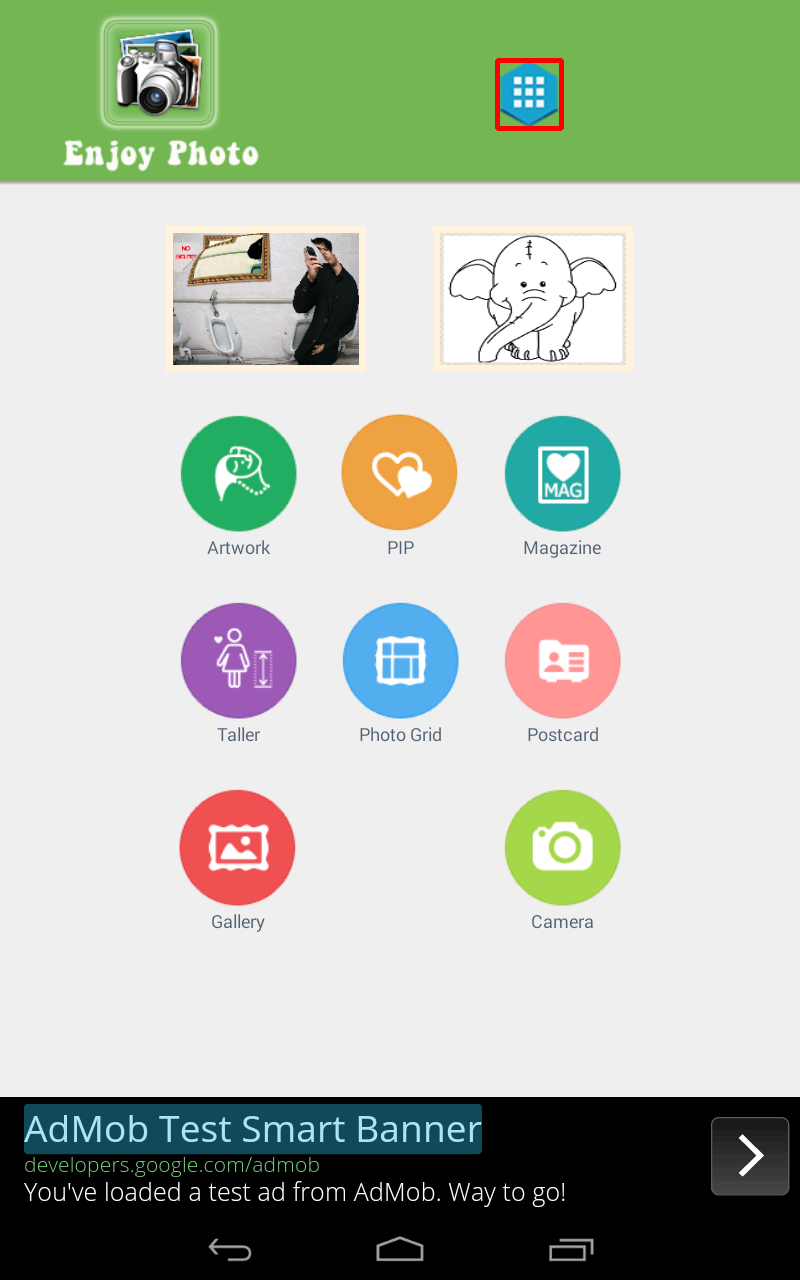 Enjoy Photo
NO
Artwork
PIP
MAG
Magazine
Taller
Photo Grid
Postcard
Gallery
Camera
AdMob Test Smart Banner
developers.google.com/admob
You've loaded a test ad from AdMob. Way to go!